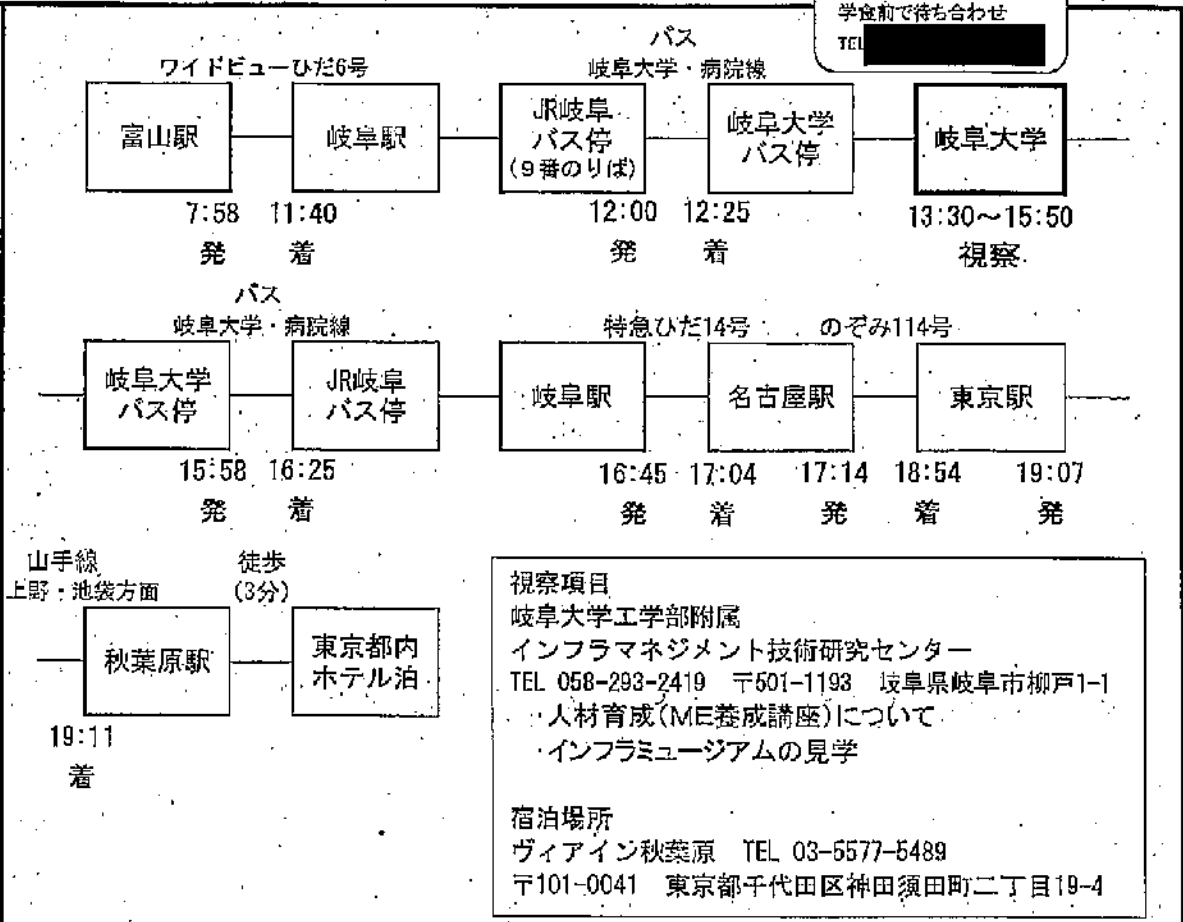 学食前で待ち合わせ
TEL
バス
ワイドビューひだ6号
岐阜大学・病院線
富山駅
岐阜駅
JR岐阜
バス停
(9番のりば)
岐阜大学
バス停
岐阜大学
7:58 11:40
12:00 12:25
13:30～15:50
発 着
発 着
視察
バス
岐阜大学・病院線
特急ひだ14号
のぞみ114号
岐阜大学
バス停
JR岐阜
バス停
岐阜駅
名古屋駅
東京駅
15:58 16:25
16:45 17:04
17:14 18:54
19:07
発 着
発 着
発 着
発
山手線
上野・池袋方面
徒歩
(3分)
秋葉原駅
東京都内
ホテル泊
19:11
着
視察項目
岐阜大学工学部附属
インフラマネジメント技術研究センター
TEL 058-293-2419 〒501-1193 岐阜県岐阜市柳戸1-1
・人材育成(ME養成講座)について
・インフラミュージアムの見学
宿泊場所
ヴィアイン秋葉原 TEL 03-5577-5489
〒101-0041 東京都千代田区神田須田町二丁目19-4